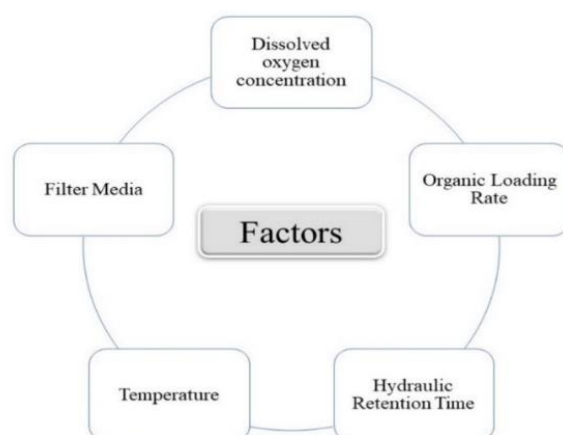 Dissolved
oxygen
concentration
Filter Media
Organic Loading
Rate
Factors
Temperature
Hydraulic
Retention Time